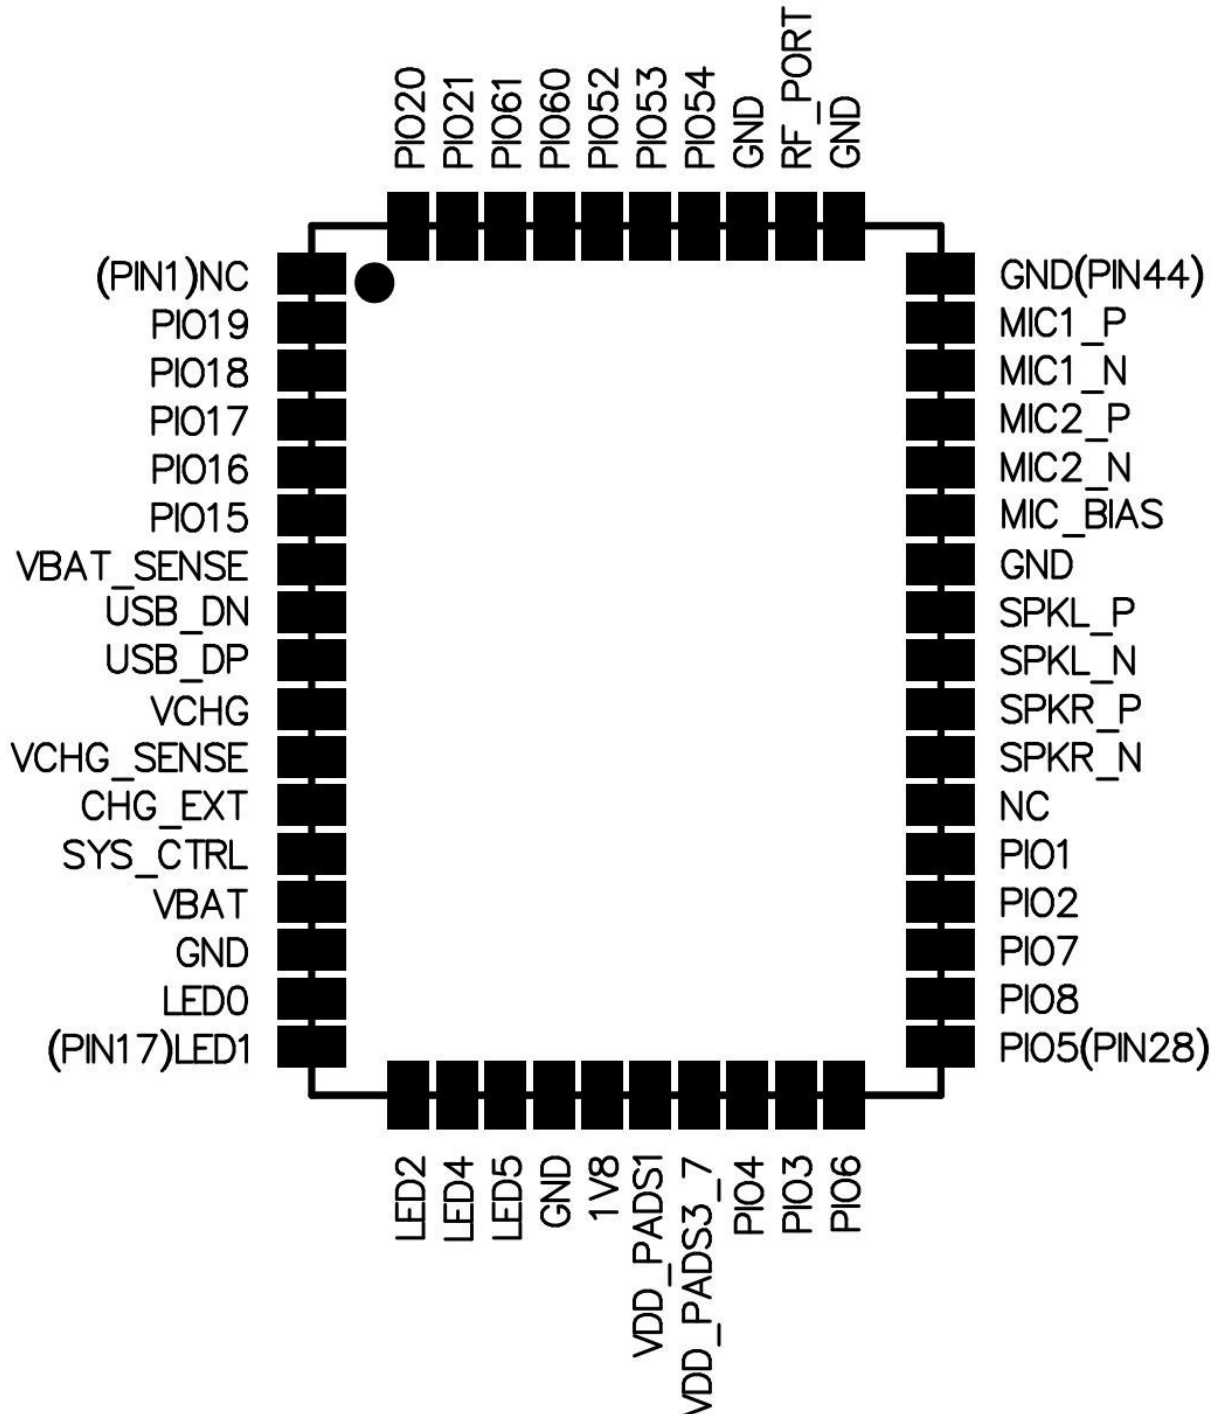 PIO20
PIO21
PIO61
PIO60
PIO52
PIO53
PIO54
GND
RF_PORT
GND
(PIN1)NC
PIO19
PIO18
PIO17
PIO16
PIO15
VBAT_SENSE
USB_DN
USB_DP
VCHG
VCHG_SENSE
CHG_EXT
SYS_CTRL
VBAT
GND
LED0
(PIN17)LED1
GND(PIN44)
MIC1_P
MIC1_N
MIC2_P
MIC2_N
MIC_BIAS
GND
SPKL_P
SPKL_N
SPKR_P
SPKR_N
NC
PIO1
PIO2
PIO7
PIO8
PIO5(PIN28)
LED2
LED4
LED5
GND
1V8
VDD_PADS1
VDD_PADS3_7
PIO4
PIO3
PIO6